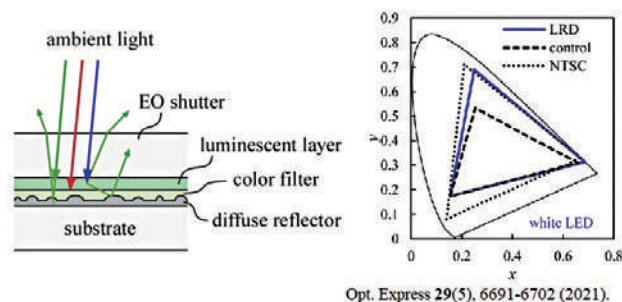 ambient light
EO shutter
luminescent layer
color filter
diffuse reflector
substrate
0.9
0.8
0.7
0.6
0.5
0.4
0.3
0.2
0.1
0
y
LRD
control
NTSC
white LED
0 0.2 0.4 0.6 0.8
x
Opt. Express 29(5), 6691-6702 (2021).